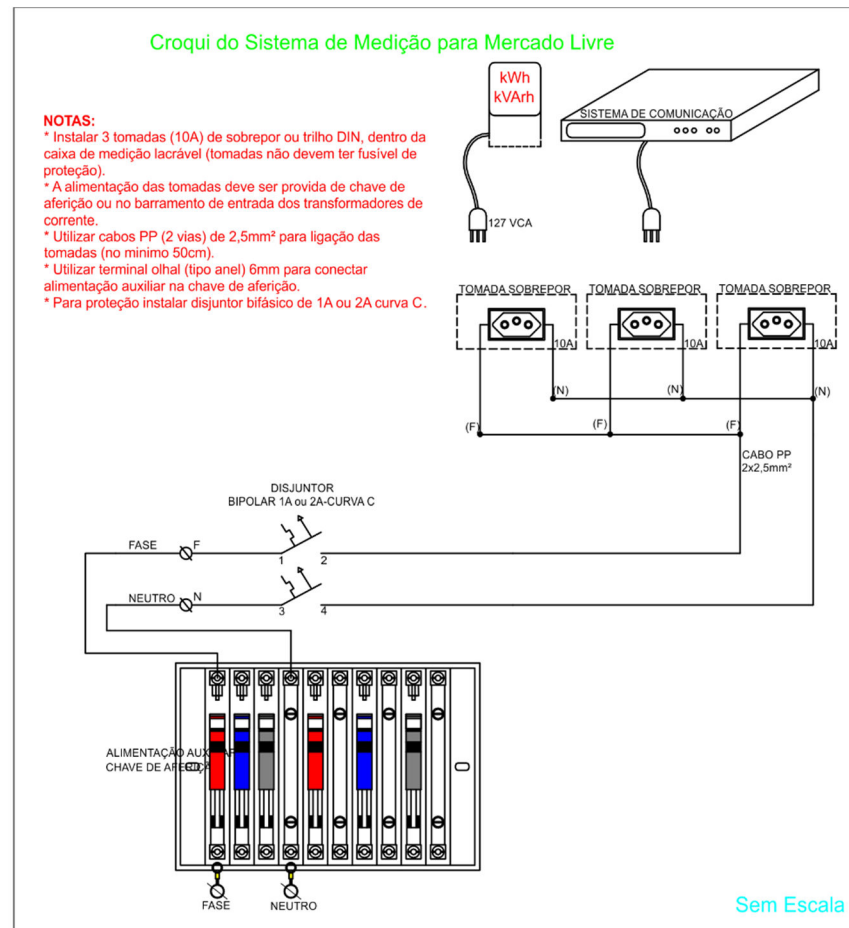 Croqui do Sistema de Medição para Mercado Livre
kWh
kVArh
SISTEMA DE COMUNICAÇÃO
NOTAS:
* Instalar 3 tomadas (10A) de sobrepor ou trilho DIN, dentro da
caixa de medição lacrável (tomadas não devem ter fusível de
proteção).
* A alimentação das tomadas deve ser provida de chave de
aferição ou no barramento de entrada dos transformadores de
corrente.
* Utilizar cabos PP (2 vias) de 2,5mm² para ligação das
tomadas (no minimo 50cm).
* Utilizar terminal olhal (tipo anel) 6mm para conectar
alimentação auxiliar na chave de aferição.
* Para proteção instalar disjuntor bifásico de 1A ou 2A curva C.
127 VCA
TOMADA SOBREPOR
TOMADA SOBREPOR
TOMADA SOBREPOR
10A
10A
10A
(N)
(N)
(N)
(F)
(F)
(F)
CABO PP
2x2,5mm²
DISJUNTOR
BIPOLAR 1A ou 2A-CURVA C
FASE
F
1
2
NEUTRO
N
3
4
ALIMENTAÇÃO
CHAVE DE
FASE
NEUTRO
Sem Escala